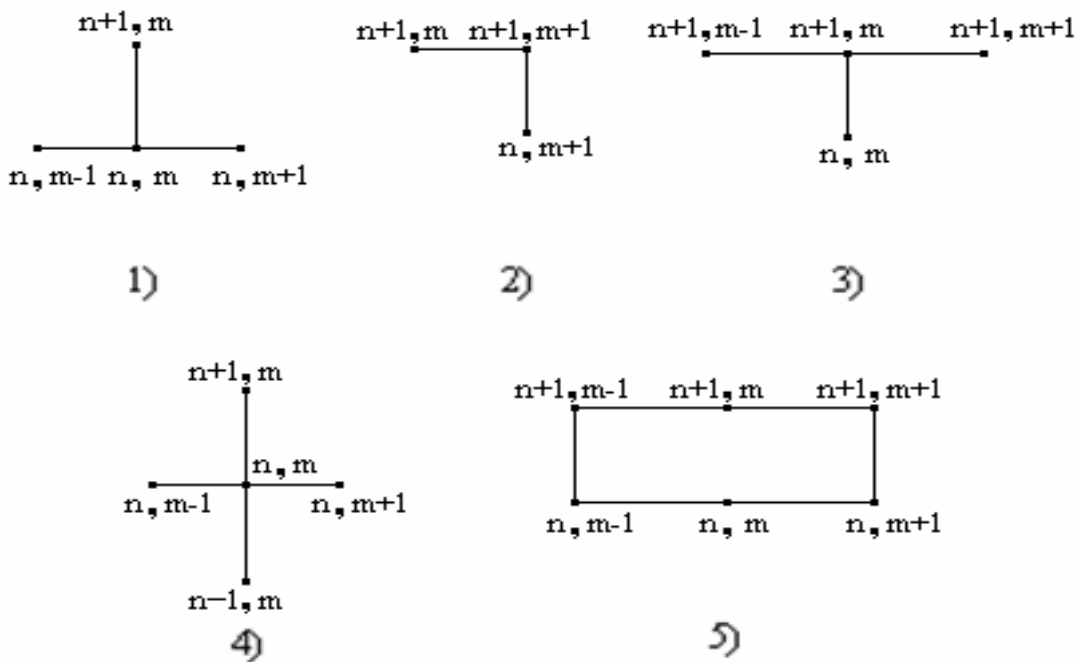 n+1, m
n, m-1 n, m n, m+1
1)
n+1, m n+1, m+1
n, m+1
2)
n+1, m-1 n+1, m n+1, m+1
n, m
3)
n+1, m
n, m
n, m-1 n, m+1
n−1, m
4)
n+1, m-1 n+1, m n+1, m+1
n, m-1 n, m n, m+1
5)